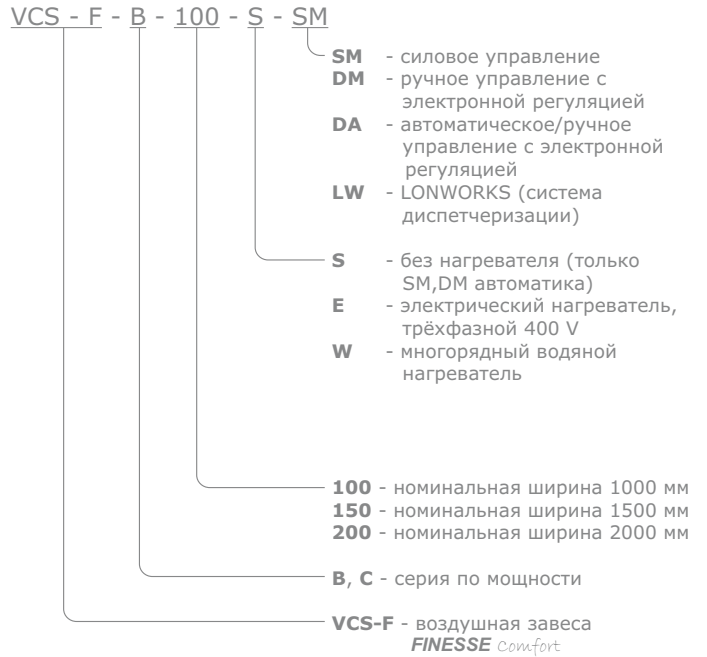 VCS - F - B - 100 - S - SM
SM - силовое управление
DM - ручное управление с
электронной регуляцией
DA - автоматическое/ручное
управление с электронной
регуляцией
LW - LONWORKS (система
диспетчеризации)
S - без нагревателя (только
SM,DM автоматика)
E - электрический нагреватель,
трёхфазной 400 V
W - многорядный водяной
нагреватель
100 - номинальная ширина 1000 мм
150 - номинальная ширина 1500 мм
200 - номинальная ширина 2000 мм
B, C - серия по мощности
VCS-F - воздушная завеса
FINESSE Comfort